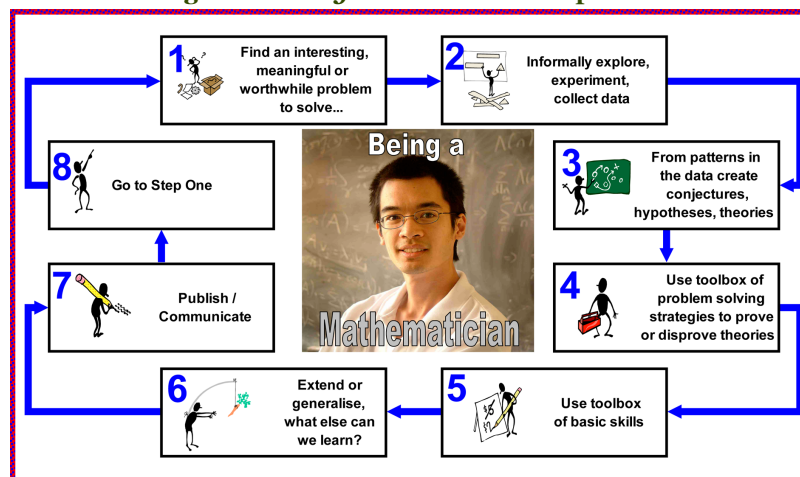 1
Find an interesting,
meaningful or
worthwhile problem
to solve...
2
Informally explore,
experiment,
collect data
3
From patterns in
the data create
conjectures,
hypotheses, theories
4
Use toolbox of
problem solving
strategies to prove
or disprove theories
5
Use toolbox
of basic skills
6
Extend or
generalise,
what else can
we learn?
7
Publish /
Communicate
8
Go to Step One
Being a
Mathematician